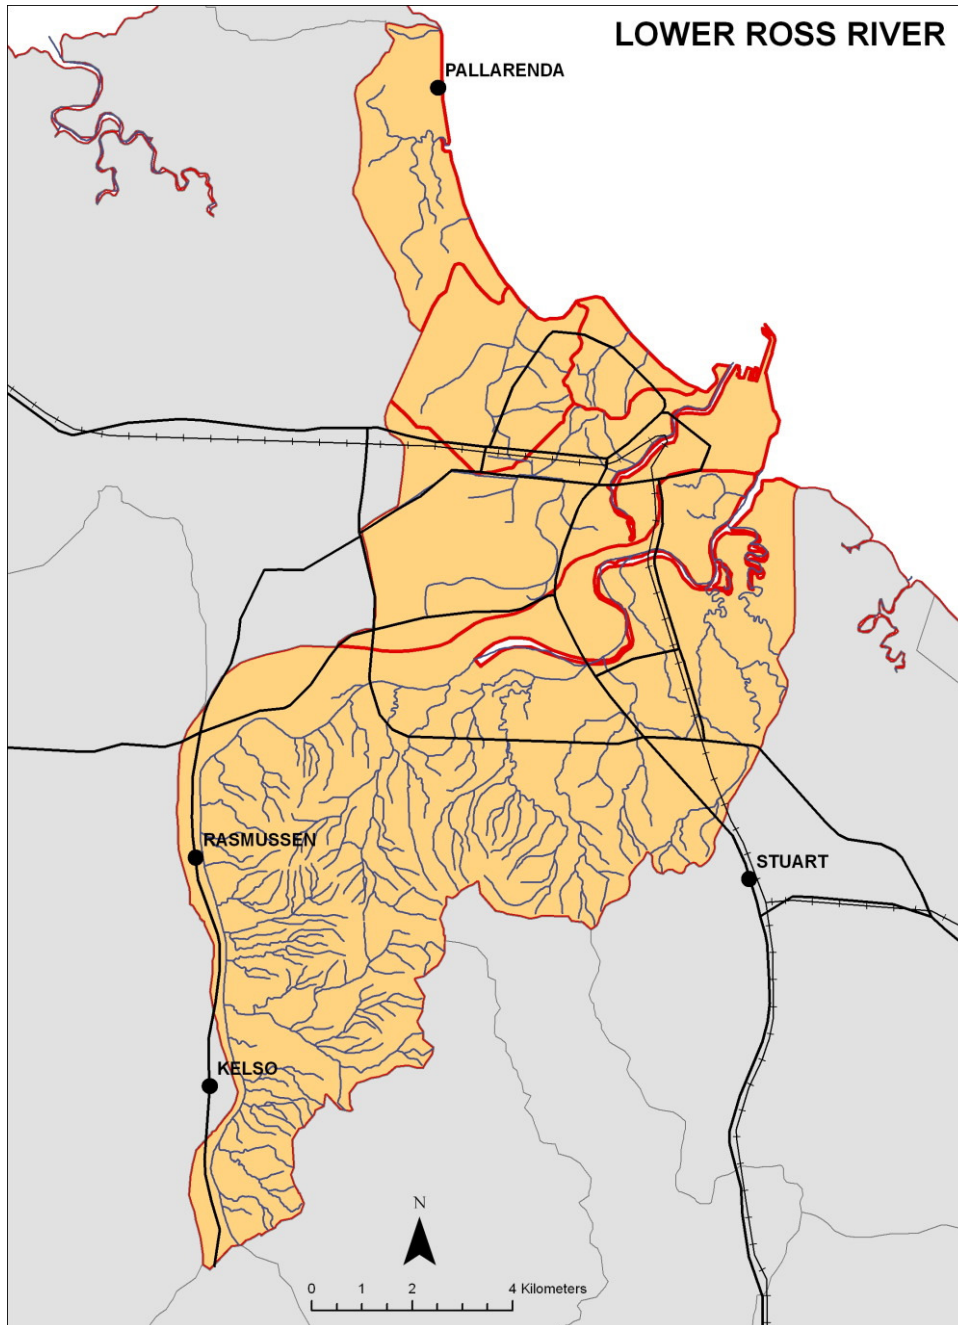 LOWER ROSS RIVER
PALLARENDA
RASMUSSEN
STUART
KELSO
N
0 1 2 4 Kilometers